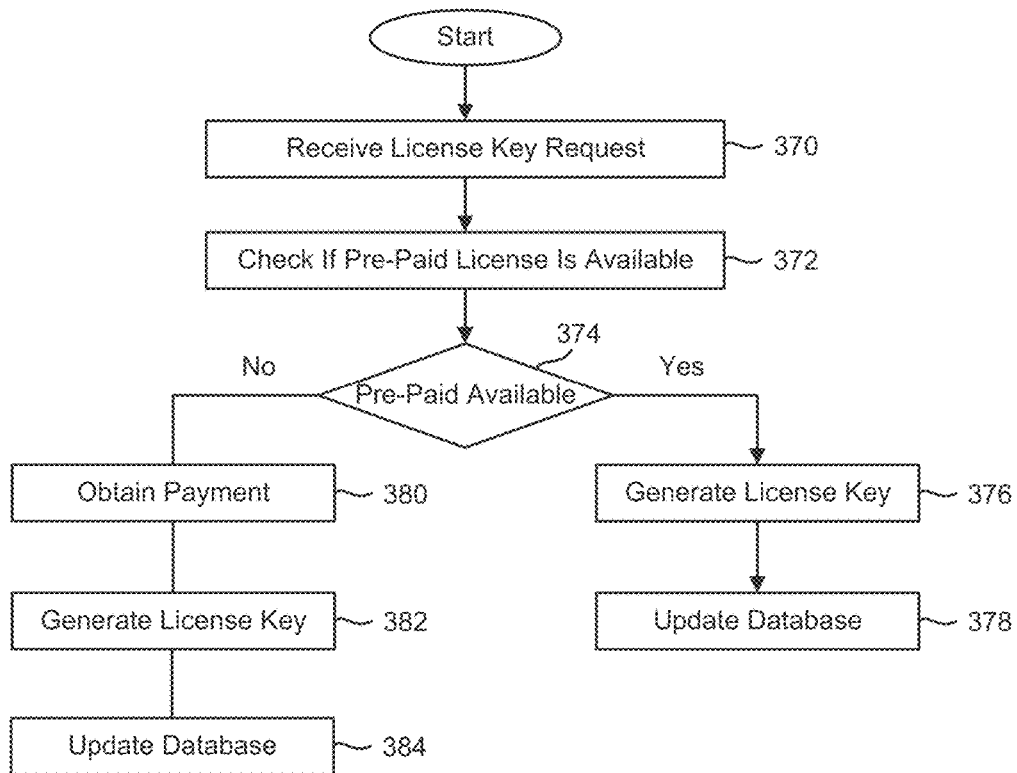 Start
Receive License Key Request 370
Check If Pre-Paid License Is Available 372
374
No Yes
Pre-Paid Available
Obtain Payment 380 Generate License Key 376
Generate License Key 382 Update Database 378
Update Database 384